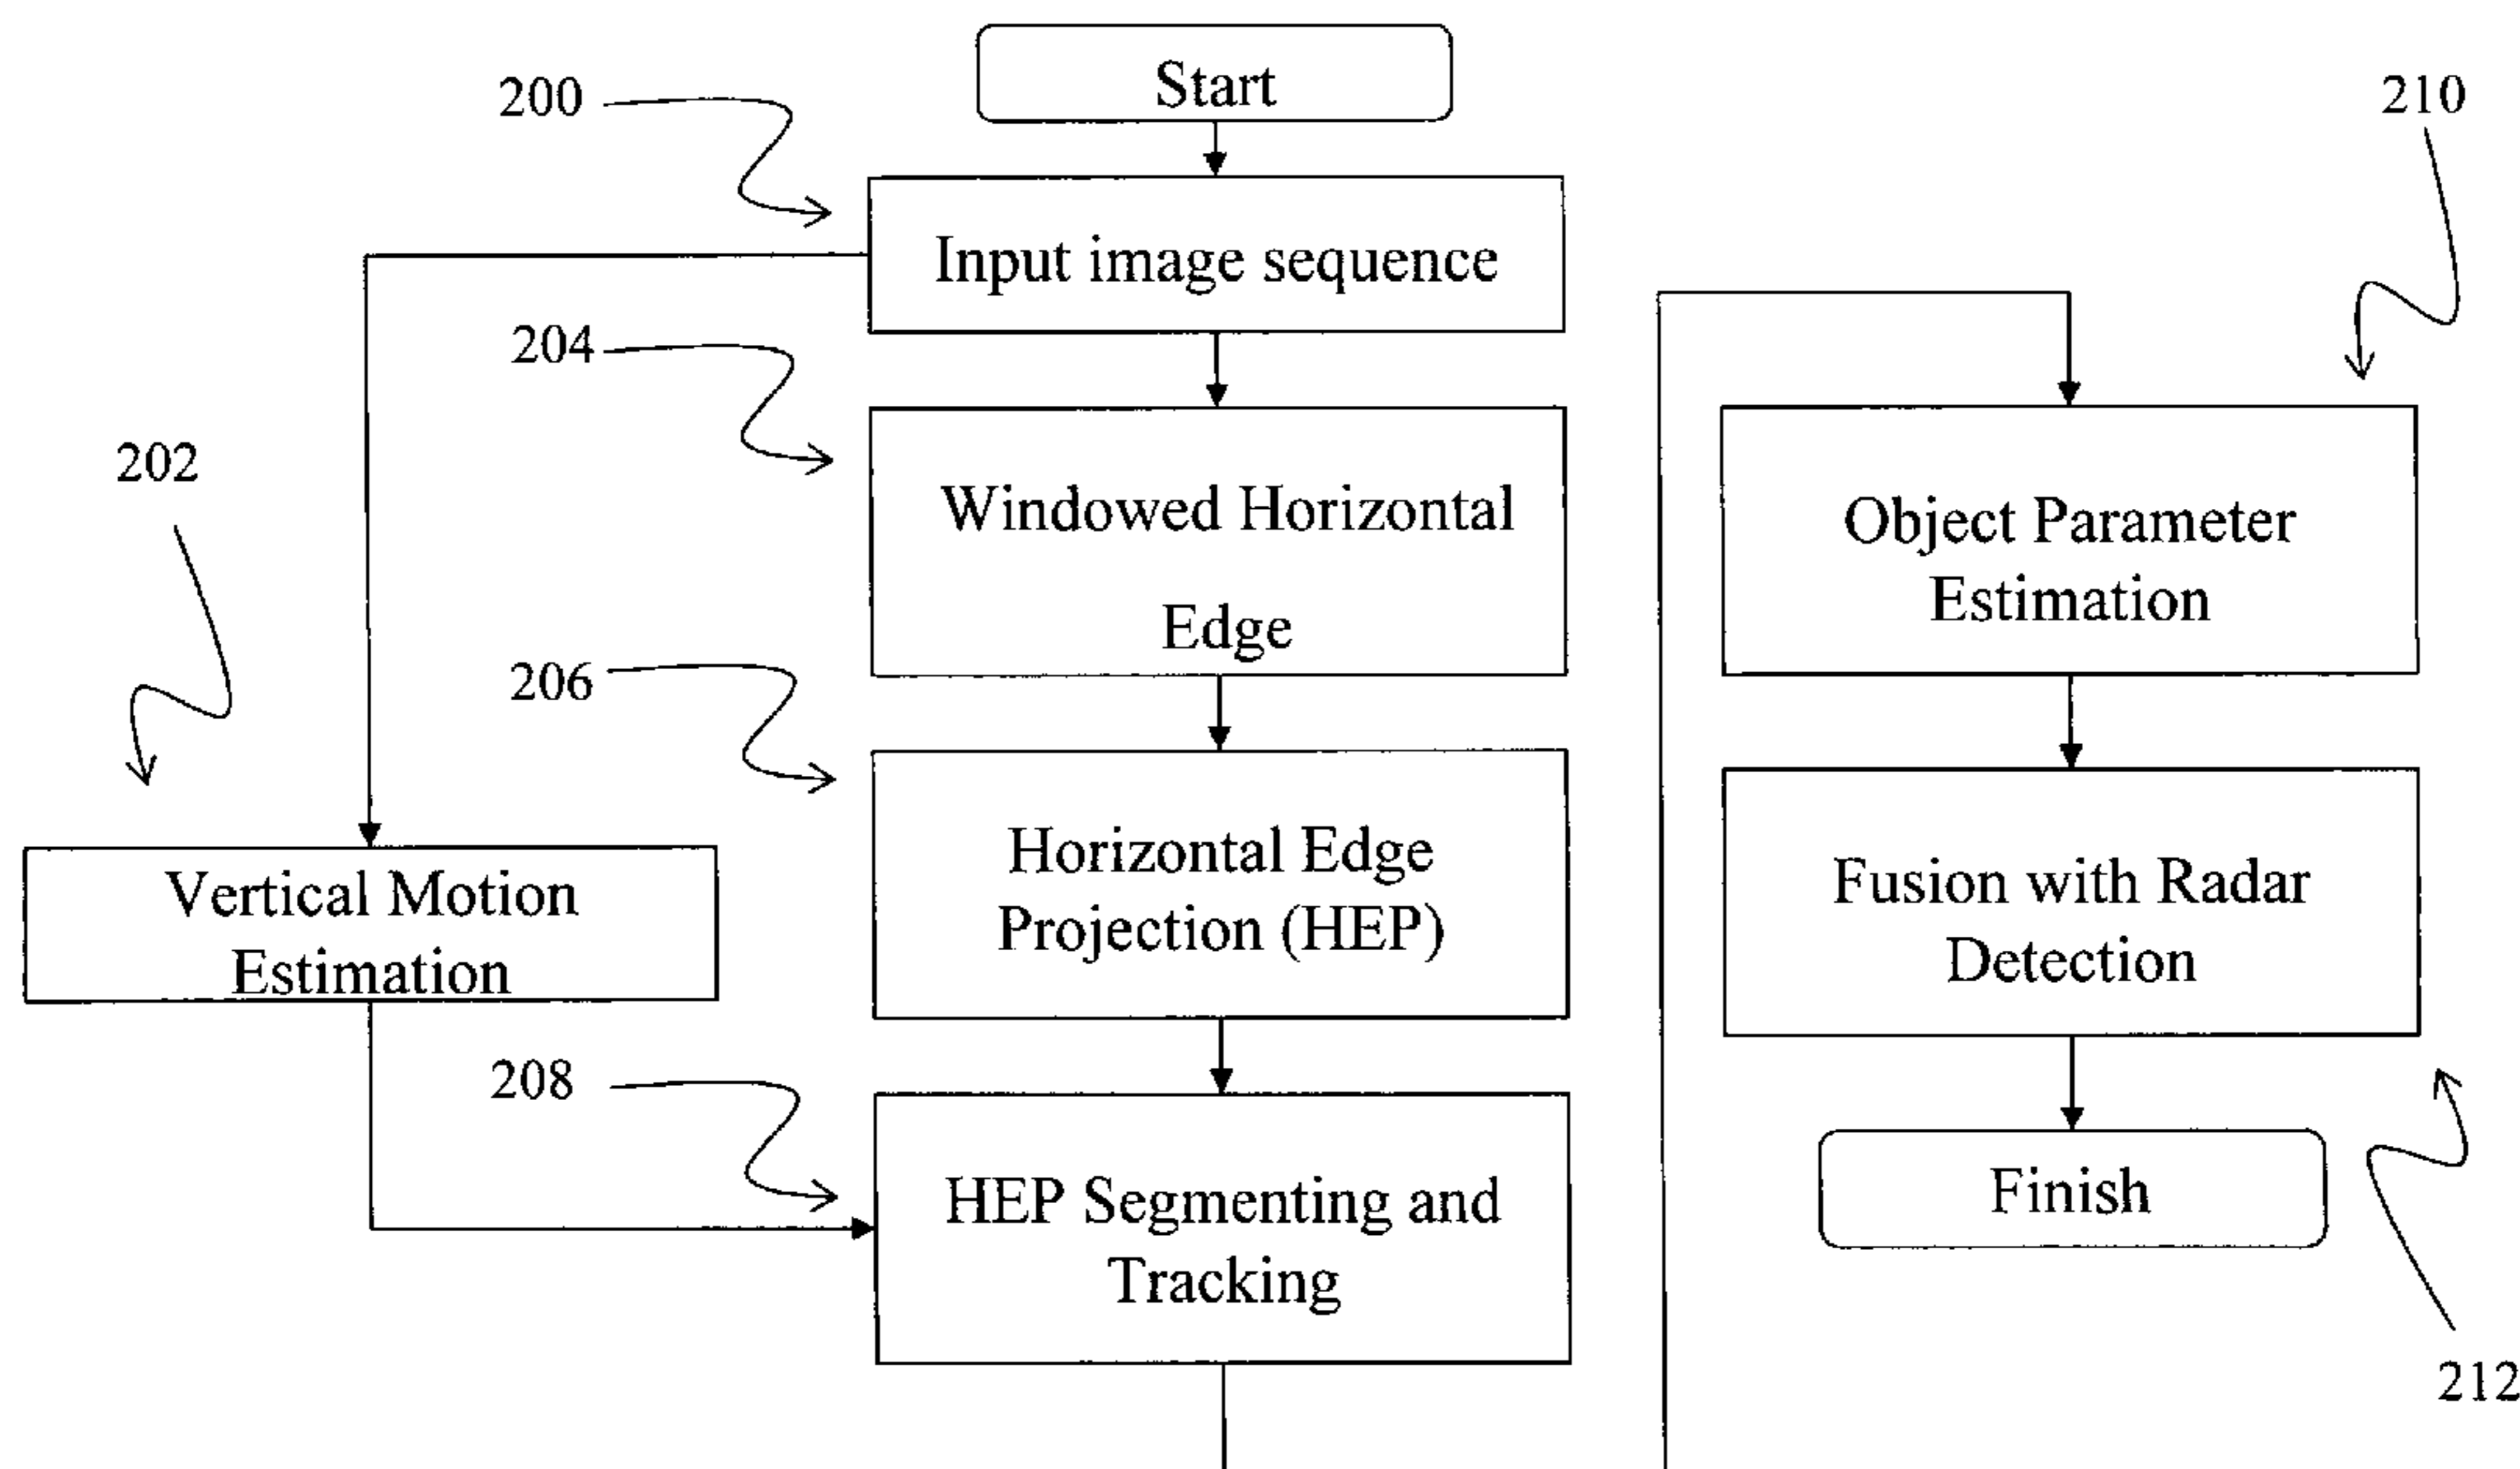 Start
200
210
Input image sequence
204
202
Windowed Horizontal
Edge
Object Parameter
Estimation
206
Horizontal Edge
Projection (HEP)
Vertical Motion
Estimation
Fusion with Radar
Detection
208
HEP Segmenting and
Tracking
Finish
212